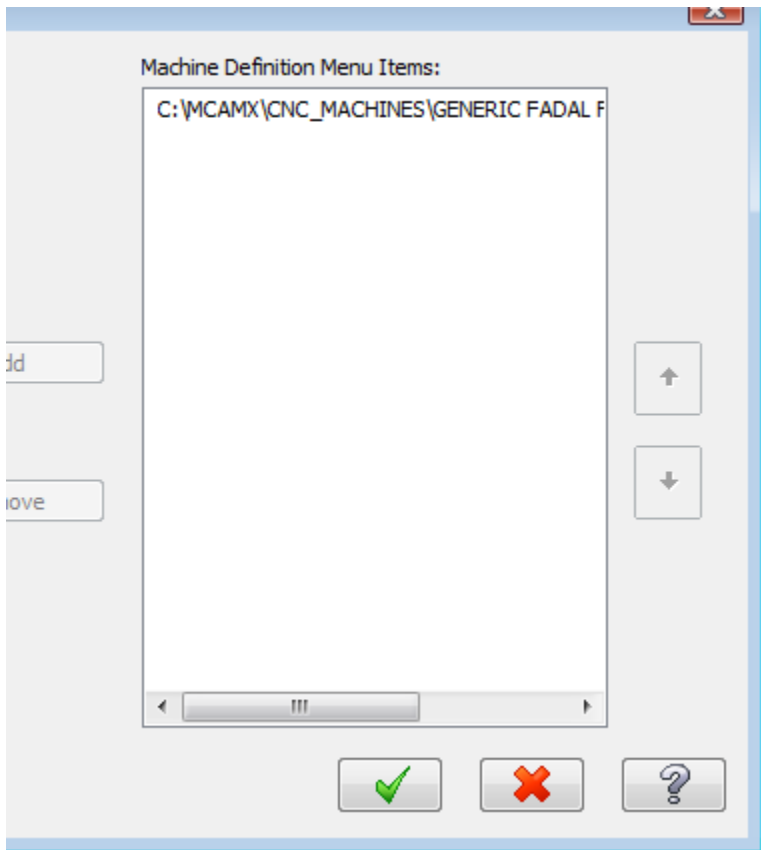 Machine Definition Menu Items:
C:\MCAMX\CNC_MACHINES\GENERIC FADAL F
dd
nove